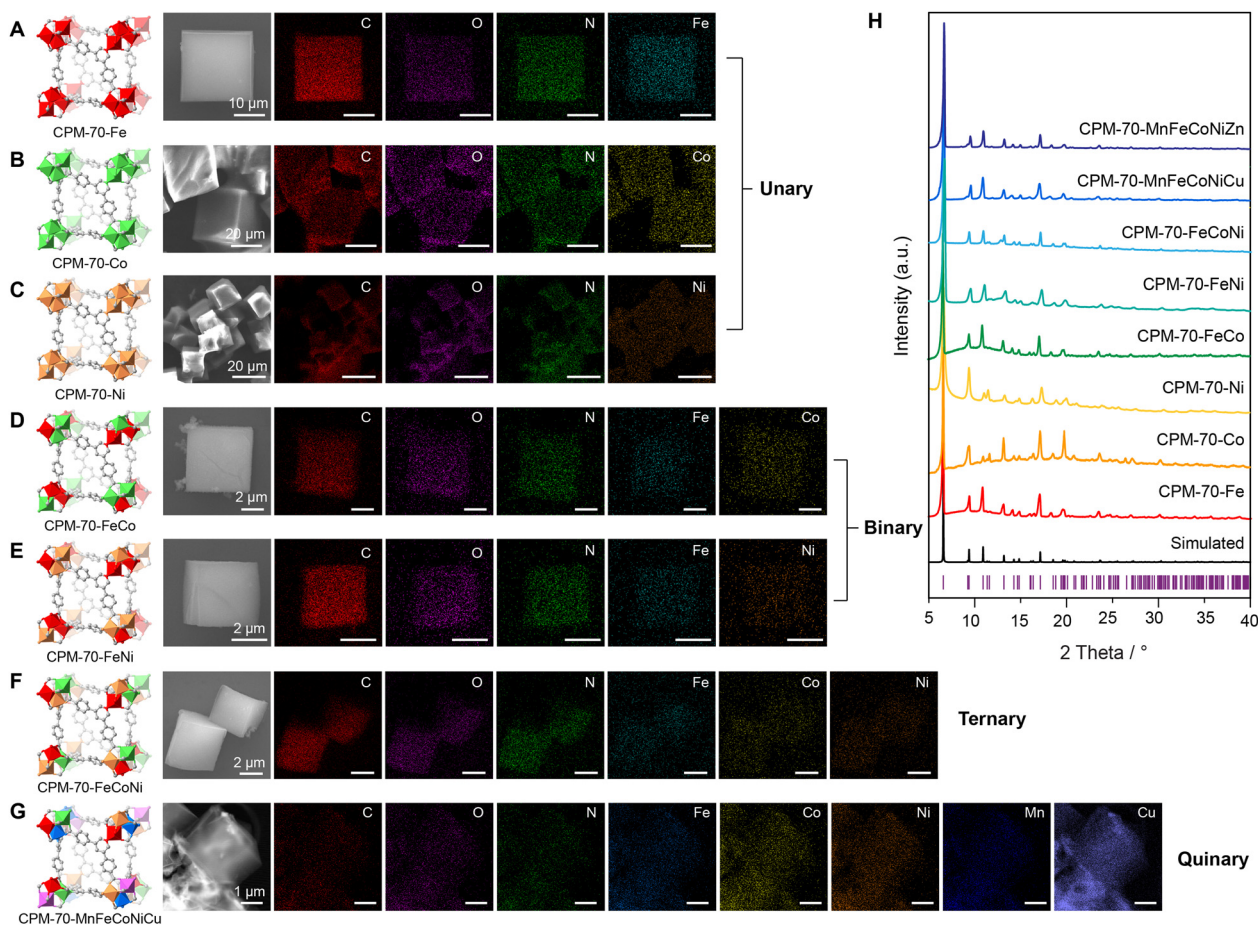 A
C
O
N
Fe
10 μm
CPM-70-Fe
B
C
O
N
Co
20 μm
CPM-70-Co
Unary
C
C
O
N
Ni
20 μm
CPM-70-Ni
D
C
O
N
Fe
Co
2 μm
CPM-70-FeCo
Binary
E
C
O
N
Fe
Ni
2 μm
CPM-70-FeNi
F
C
O
N
Fe
Co
Ni
2 μm
CPM-70-FeCoNi
Ternary
G
C
O
N
Fe
Co
Ni
Mn
Cu
1 μm
CPM-70-MnFeCoNiCu
Quinary
H
Intensity (a.u.)
CPM-70-MnFeCoNiZn
CPM-70-MnFeCoNiCu
CPM-70-FeCoNi
CPM-70-FeNi
CPM-70-FeCo
CPM-70-Ni
CPM-70-Co
CPM-70-Fe
Simulated
5 10 15 20 25 30 35 40
2 Theta / °